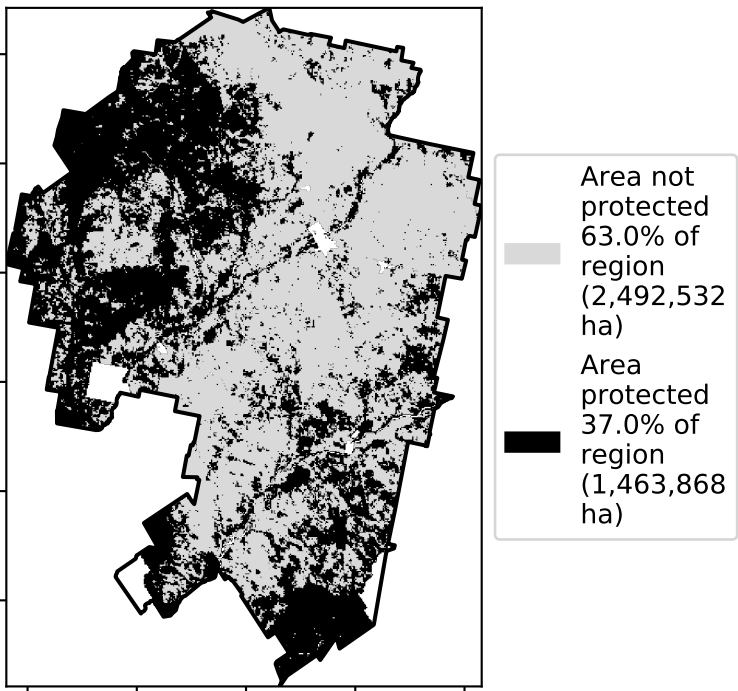 Area not
protected
63.0% of
region
(2,492,532
ha)
Area
protected
37.0% of
region
(1,463,868
ha)